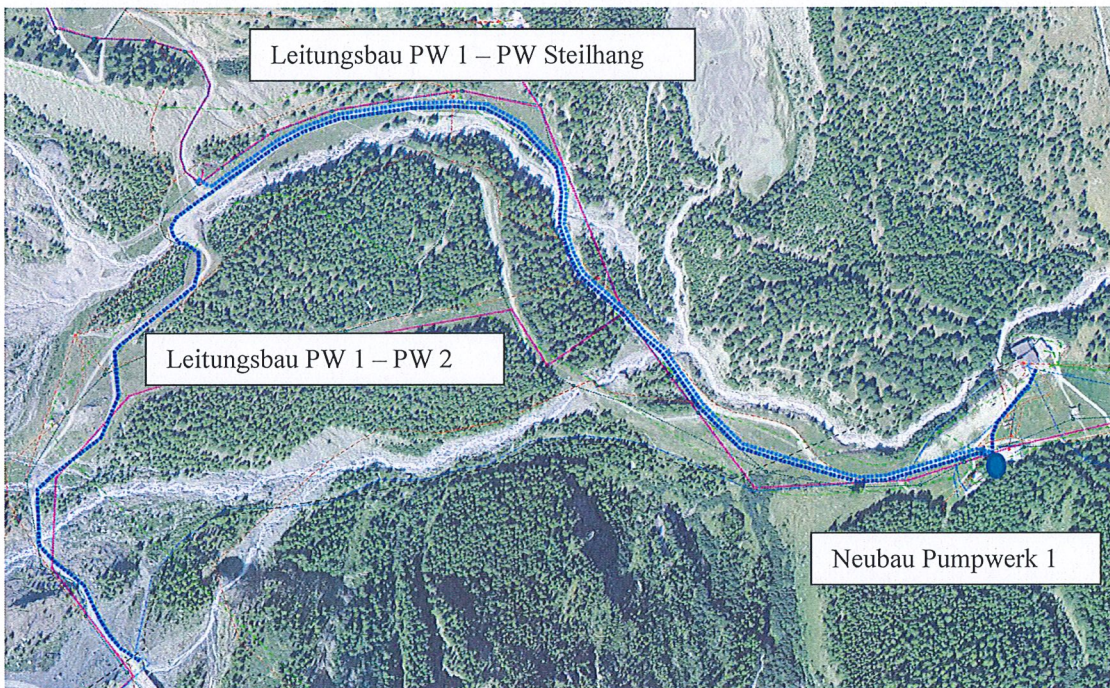 Leitungsbau PW 1 – PW Steilhang
Leitungsbau PW 1 – PW 2
Neubau Pumpwerk 1